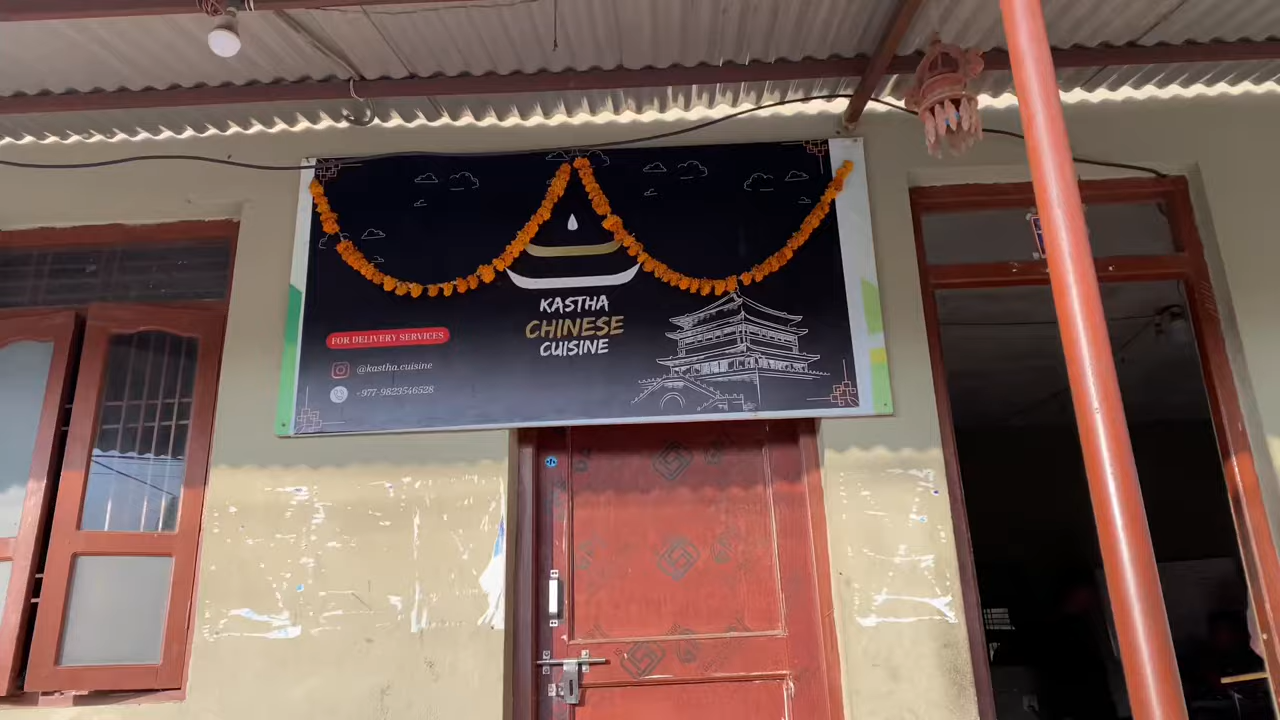 KASTHA
CHINESE
CUISINE
FOR DELIVERY SERVICES
@kastha.cuisine
+977-9823546528